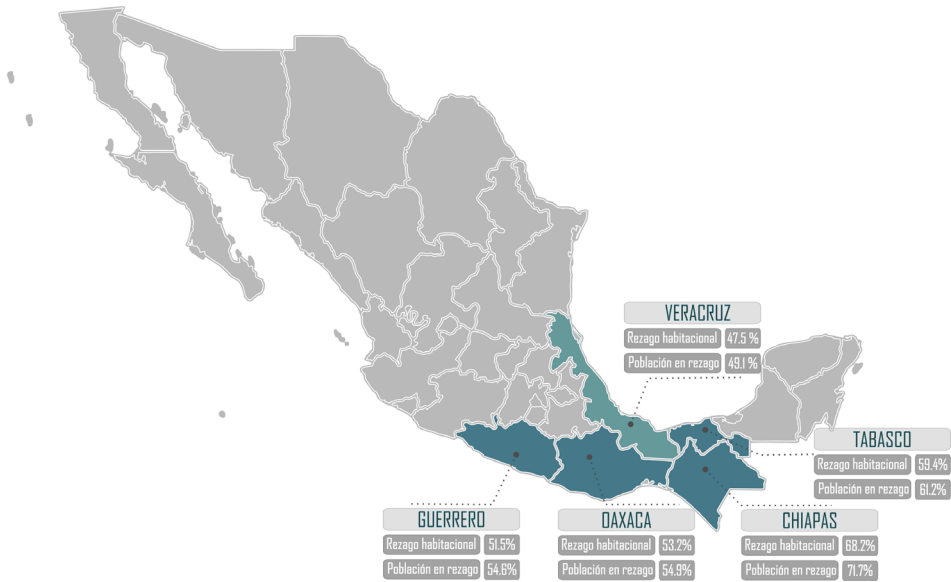 VERACRUZ
Rezago habitacional 47.5 %
Población en rezago 49.1 %
TABASCO
Rezago habitacional 59.4%
Población en rezago 61.2%
GUERRERO
Rezago habitacional 51.5%
Población en rezago 54.6%
OAXACA
Rezago habitacional 53.2%
Población en rezago 54.9%
CHIAPAS
Rezago habitacional 68.2%
Población en rezago 71.7%